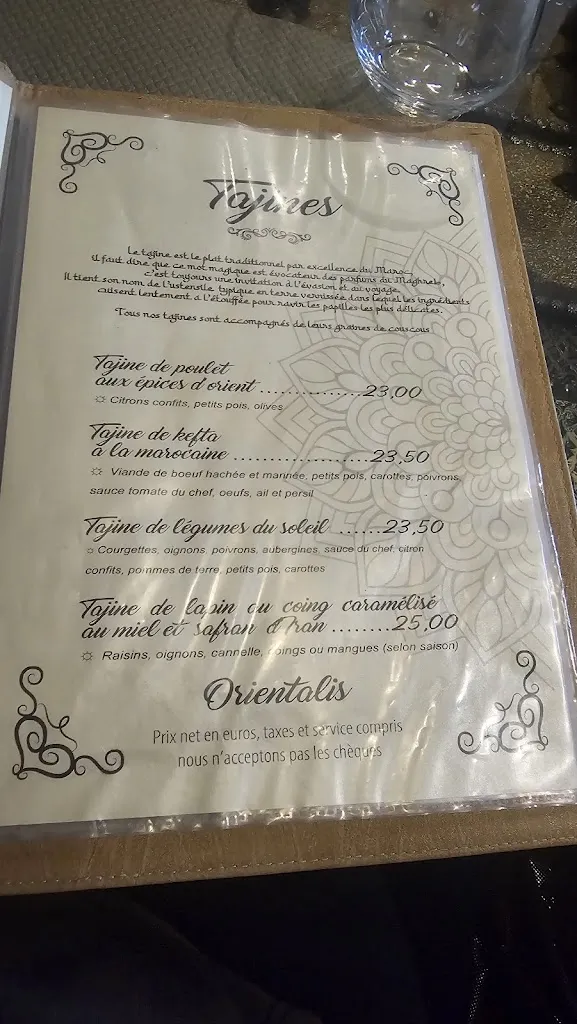 Tajines
Le tajine est le plat traditionnel par excellence du Maroc,
il faut dire que ce mot magique est évocateur des parfums du Maghreb,
c'est toujours une invitation à l'évasion et au voyage.
Il tient son nom de l'ustensile typique en terre vernissée dans lequel les ingrédients
cuisent lentement à l'étouffée pour ravir les papilles les plus délicates.
Tous nos tajines sont accompagnés de leurs graines de couscous
Tajine de poulet
aux épices d'orient ...............23,00
Citrons confits, petits pois, olives
Tajine de kefta
à la marocaine ....................23,50
Viande de boeuf hachée et marinée, petits pois, carottes, poivrons,
sauce tomate du chef, oeufs, ail et persil
Tajine de légumes du soleil ......23,50
Courgettes, oignons, poivrons, aubergines, sauce du chef, citron
confits, pommes de terre, petits pois, carottes
Tajine de lapin au coing caramélisé
au miel et safran d'Iran ........25,00
Raisins, oignons, cannelle, coings ou mangues (selon saison)
Orientalis
Prix net en euros, taxes et service compris
nous n'acceptons pas les chèques